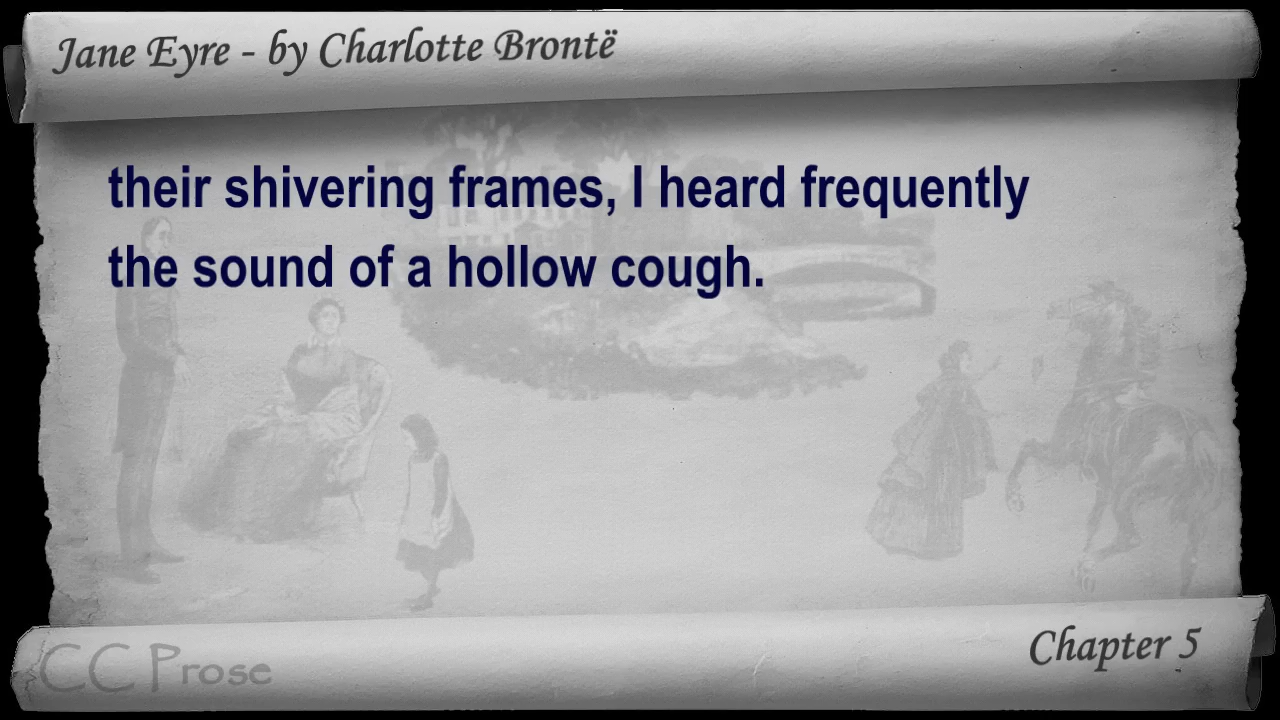 Jane Eyre - by Charlotte Brontë
their shivering frames, I heard frequently
the sound of a hollow cough.
Chapter 5
CC Prose